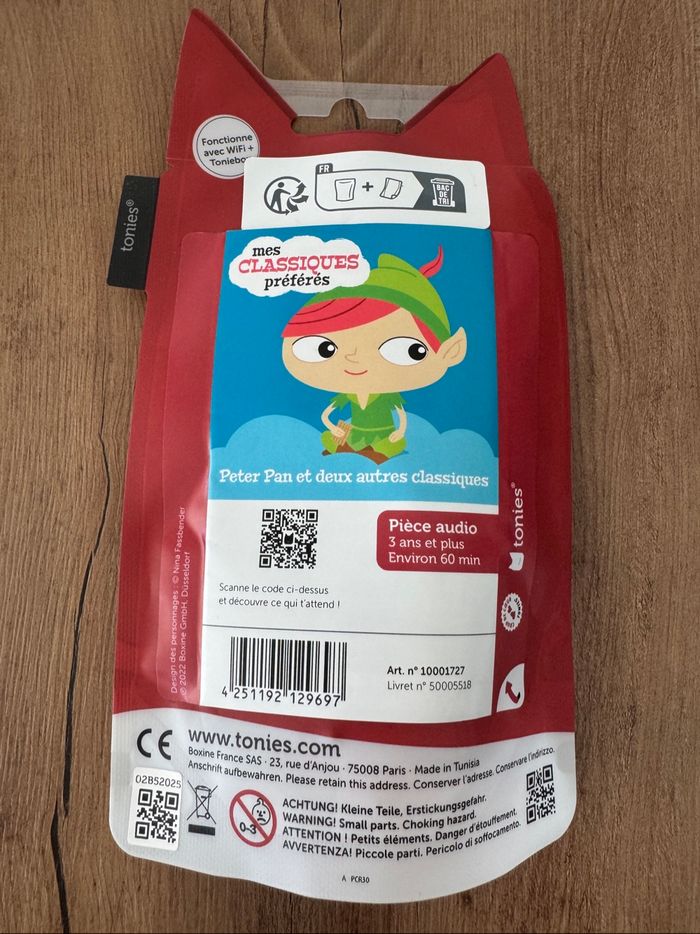 Fonctionne
avec WiFi +
tonies®
FR
+
BAC
DE
TRI
mes
CLASSIQUES
préférés
Peter Pan et deux autres classiques
Pièce audio
3 ans et plus
Environ 60 min
tonies®
Scanne le code ci-dessus
et découvre ce qui t'attend !
Design des personnages : © Nina Fassbender
© 2022 Boxine GmbH, Düsseldorf
4 251192 129697
Art. n° 10001727
Livret n° 50005518
CE
www.tonies.com
Boxine France SAS · 23, rue d'Anjou · 75008 Paris · Made in Tunisia
Anschrift aufbewahren. Please retain this address. Conserver l'adresse. Conservare l'indirizzo.
02B52025
0-3
ACHTUNG! Kleine Teile, Erstickungsgefahr.
WARNING! Small parts. Choking hazard.
ATTENTION ! Petits éléments. Danger d'étouffement.
AVVERTENZA! Piccole parti. Pericolo di soffocamento.
A PCR30